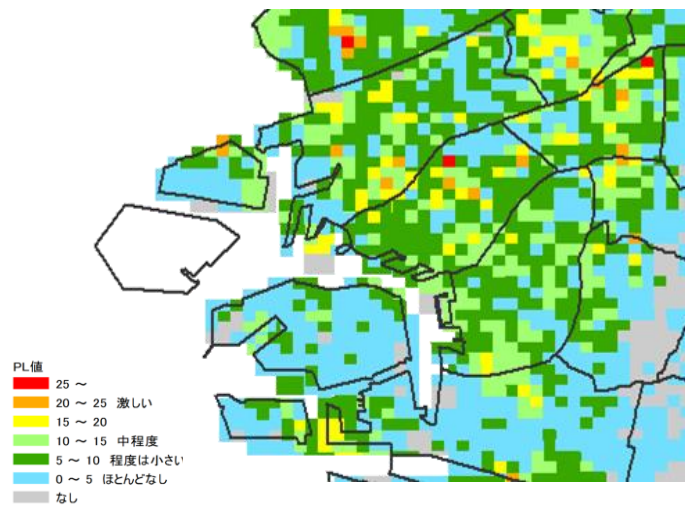 PL値
25 ～
20 ～ 25 激しい
15 ～ 20
10 ～ 15 中程度
5 ～ 10 程度は小さい
0 ～ 5 ほとんどなし
なし